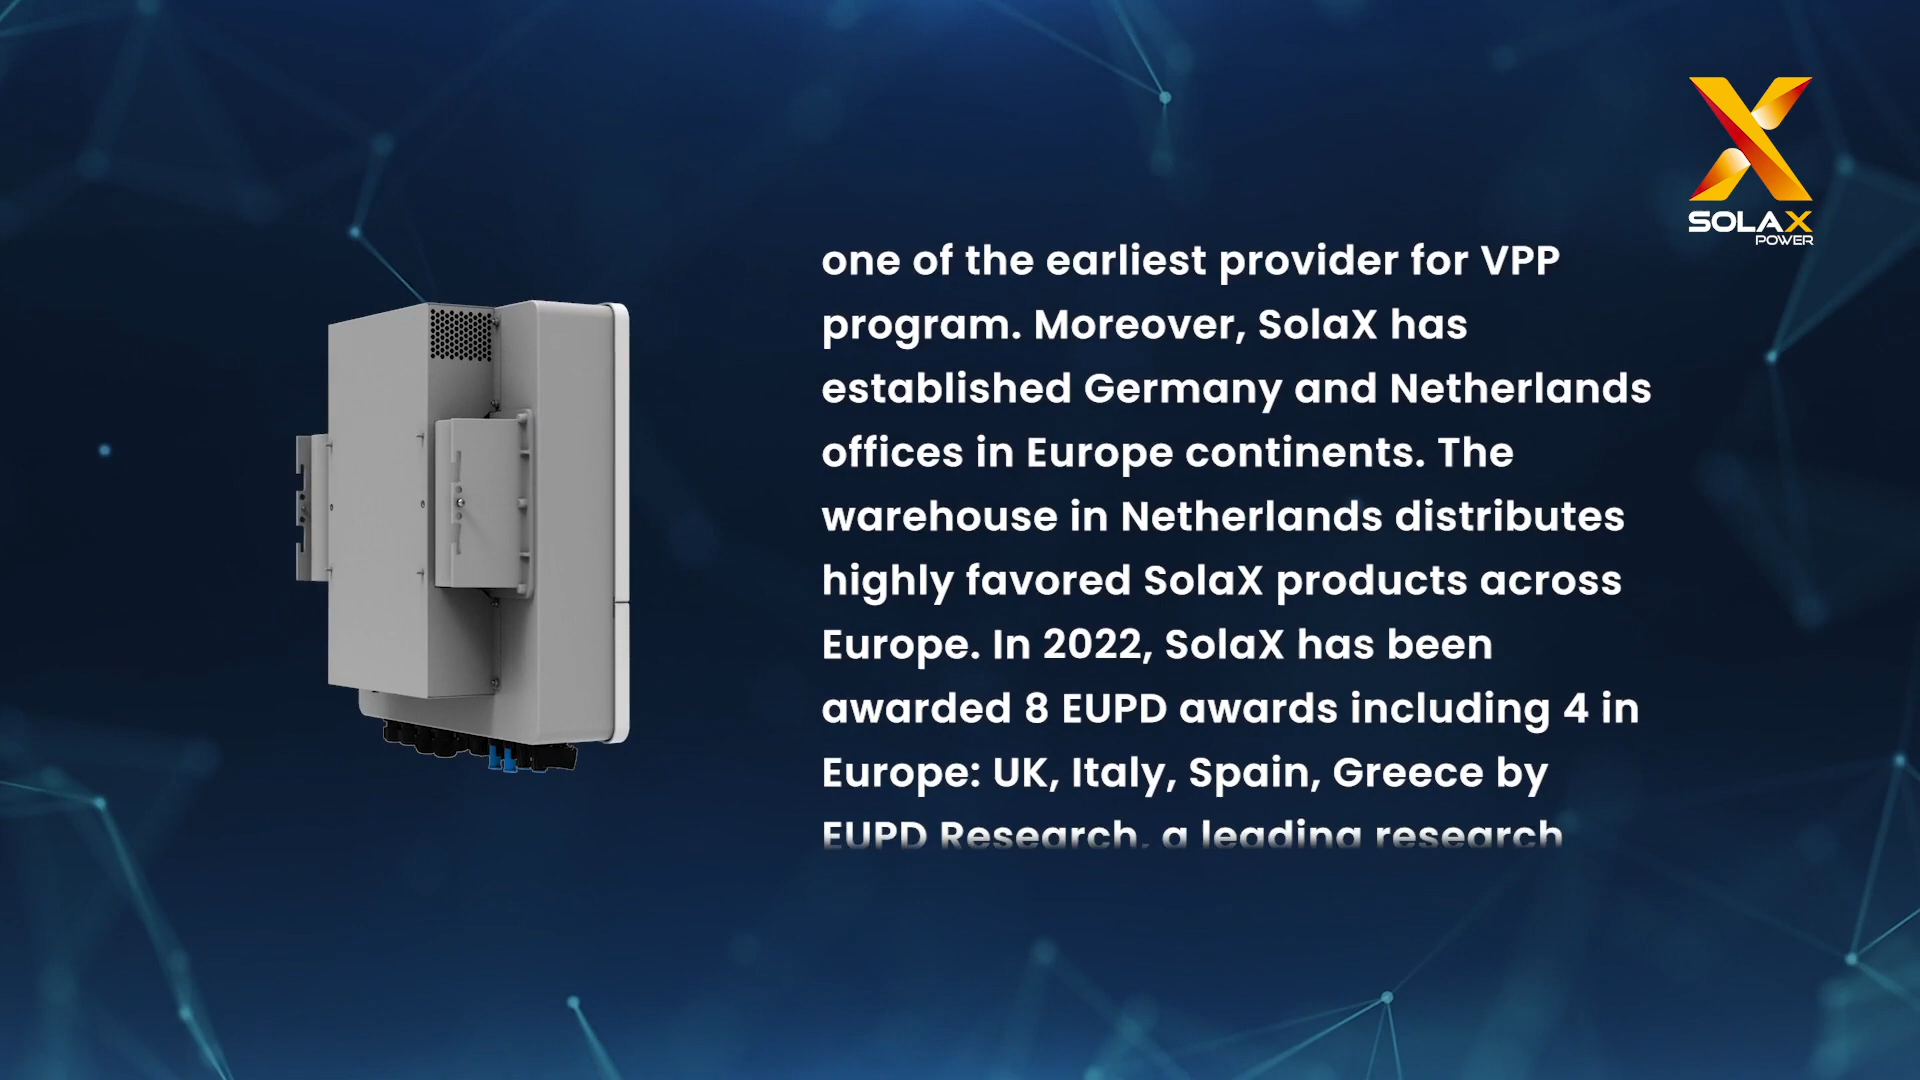 SOLAX
POWER
one of the earliest provider for VPP
program. Moreover, SolaX has
established Germany and Netherlands
offices in Europe continents. The
warehouse in Netherlands distributes
highly favored SolaX products across
Europe. In 2022, SolaX has been
awarded 8 EUPD awards including 4 in
Europe: UK, Italy, Spain, Greece by
EUPD Research, a leading research